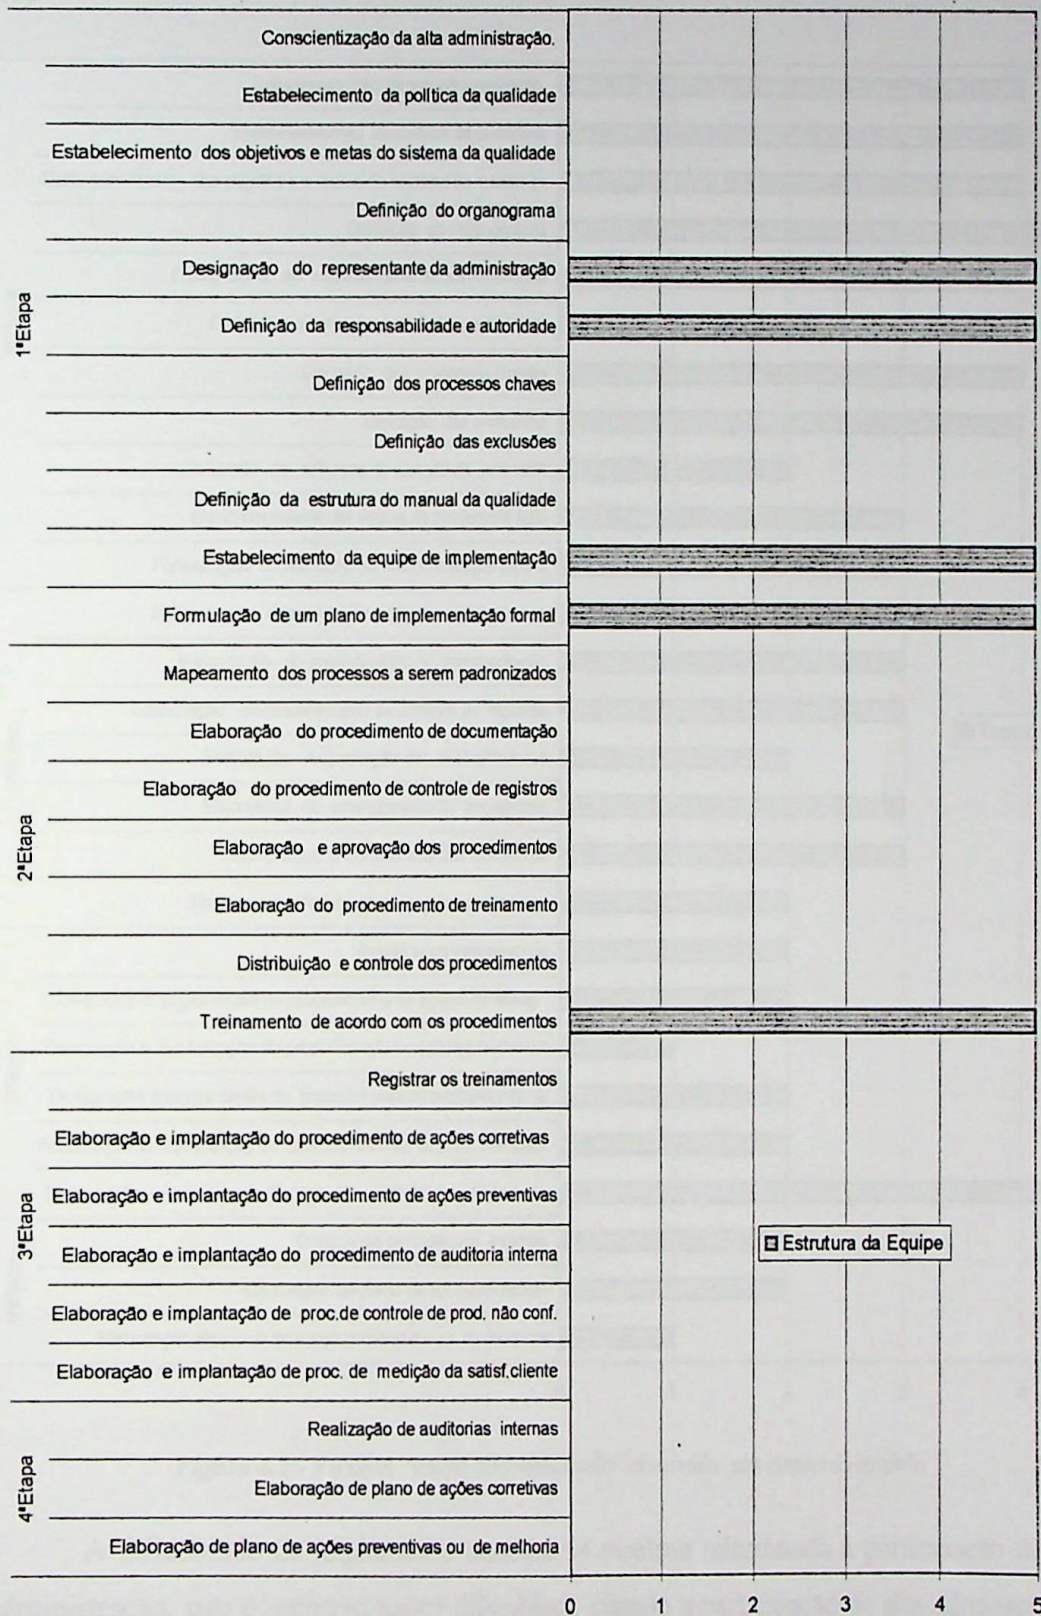 1ªEtapa
Conscientização da alta administração.
Estabelecimento da política da qualidade
Estabelecimento dos objetivos e metas do sistema da qualidade
Definição do organograma
Designação do representante da administração
Definição da responsabilidade e autoridade
Definição dos processos chaves
Definição das exclusões
Definição da estrutura do manual da qualidade
Estabelecimento da equipe de implementação
Formulação de um plano de implementação formal
2ªEtapa
Mapeamento dos processos a serem padronizados
Elaboração do procedimento de documentação
Elaboração do procedimento de controle de registros
Elaboração e aprovação dos procedimentos
Elaboração do procedimento de treinamento
Distribuição e controle dos procedimentos
Treinamento de acordo com os procedimentos
3ªEtapa
Registrar os treinamentos
Elaboração e implantação do procedimento de ações corretivas
Elaboração e implantação do procedimento de ações preventivas
Elaboração e implantação do procedimento de auditoria interna
Elaboração e implantação de proc.de controle de prod. não conf.
Elaboração e implantação de proc. de medição da satisf.cliente
Estrutura da Equipe
4ªEtapa
Realização de auditorias internas
Elaboração de plano de ações corretivas
Elaboração de plano de ações preventivas ou de melhoria
0 1 2 3 4 5